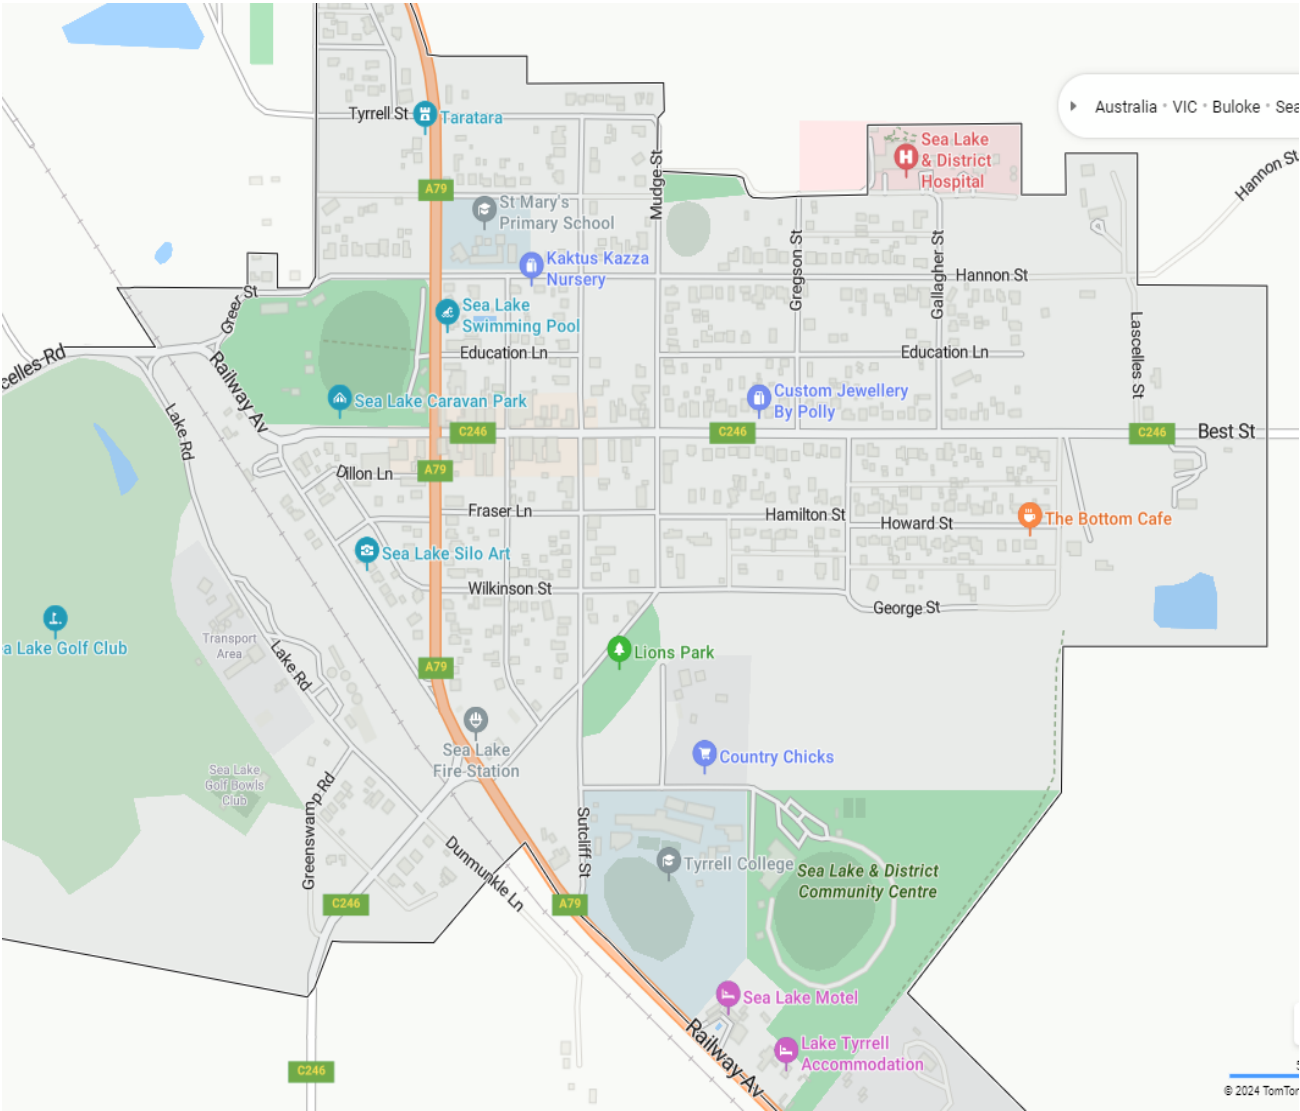 Tyrrell St
Taratara
Australia • VIC • Buloke • Sea
Sea Lake
& District
Hospital
Hannon St
Mudge St
A79
St Mary's
Primary School
Kaktus Kazza
Nursery
Gregson St
Gallagher St
Hannon St
Greer St
Sea Lake
Swimming Pool
Lascelles St
celles Rd
Railway Av
Education Ln
Education Ln
Lake Rd
Sea Lake Caravan Park
Custom Jewellery
By Polly
C246
C246
C246
Best St
Dillon Ln
A79
Fraser Ln
Hamilton St
Howard St
The Bottom Cafe
Sea Lake Silo Art
Wilkinson St
George St
a Lake Golf Club
Transport
Area
Lake Rd
Lions Park
A79
Sea Lake
Fire Station
Country Chicks
Sea Lake
Golf Bowls
Club
Greenswamp Rd
Dunmunkle Ln
Sutcliff St
Tyrrell College
Sea Lake & District
Community Centre
C246
A79
Sea Lake Motel
Railway Av
Lake Tyrrell
Accommodation
C246
© 2024 TomTom